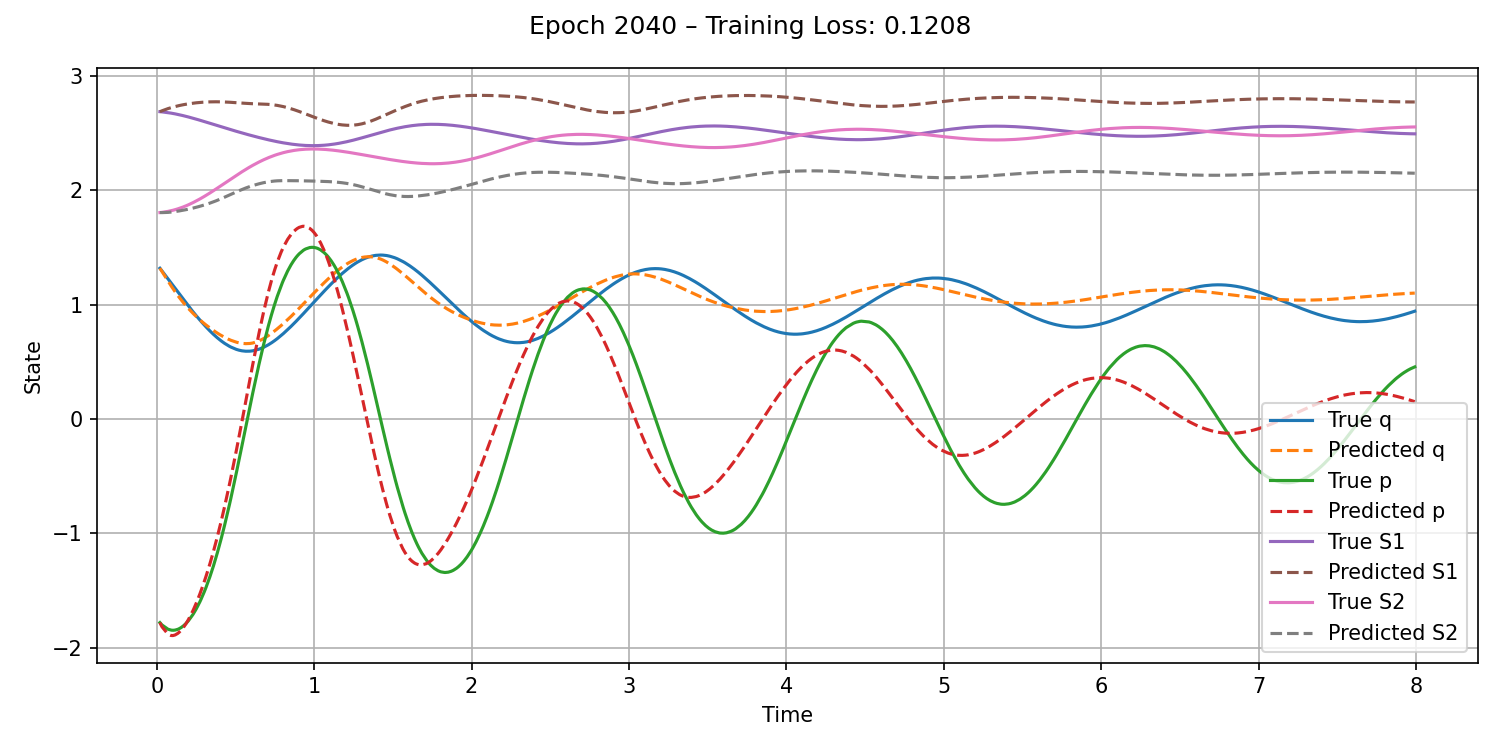 Epoch 2040 – Training Loss: 0.1208
3
2
1
0
−1
−2
State
0 1 2 3 4 5 6 7 8
Time
True q
Predicted q
True p
Predicted p
True S1
Predicted S1
True S2
Predicted S2